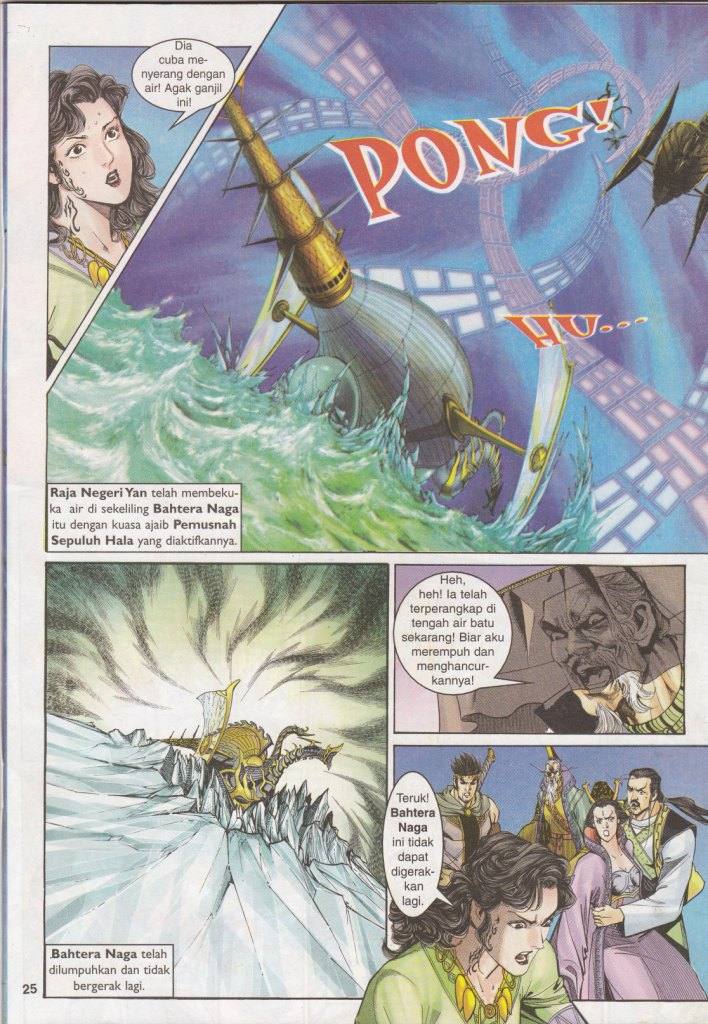 Dia
cuba me-
nyerang dengan
air! Agak ganjil
ini!
PONG!
HU...
Raja Negeri Yan telah membeku-
ka air di sekeliling Bahtera Naga
itu dengan kuasa ajaib Pemusnah
Sepuluh Hala yang diaktifkannya.
Heh,
heh! Ia telah
terperangkap di
tengah air batu
sekarang! Biar aku
merempuh dan
menghancur-
kannya!
Bahtera Naga telah
dilumpuhkan dan tidak
bergerak lagi.
Teruk!
Bahtera
Naga
ini tidak
dapat
digerak-
kan
lagi.
25